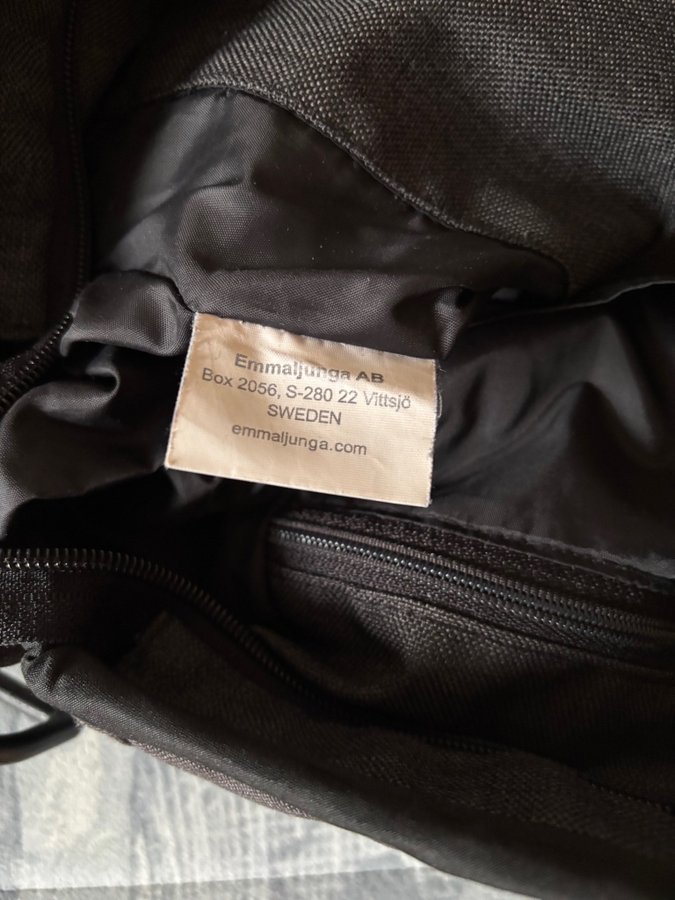 Emmaljunga AB
Box 2056, S-280 22 Vittsjö
SWEDEN
emmaljunga.com